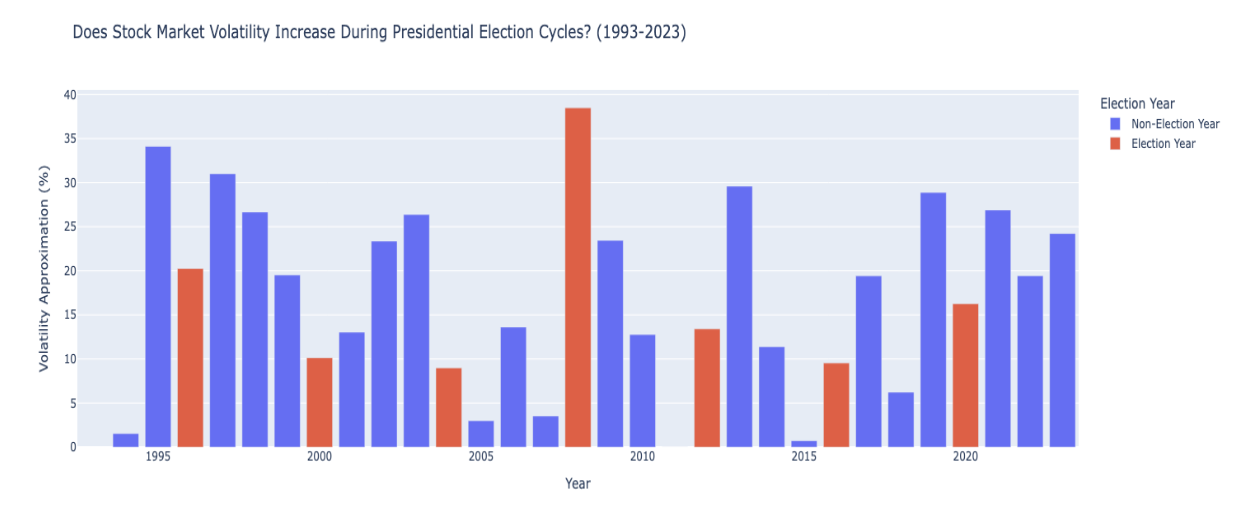 Does Stock Market Volatility Increase During Presidential Election Cycles? (1993-2023)
Volatility Approximation (%)
40
35
30
25
20
15
10
5
0
1995 2000 2005 2010 2015 2020
Year
Election Year
Non-Election Year
Election Year